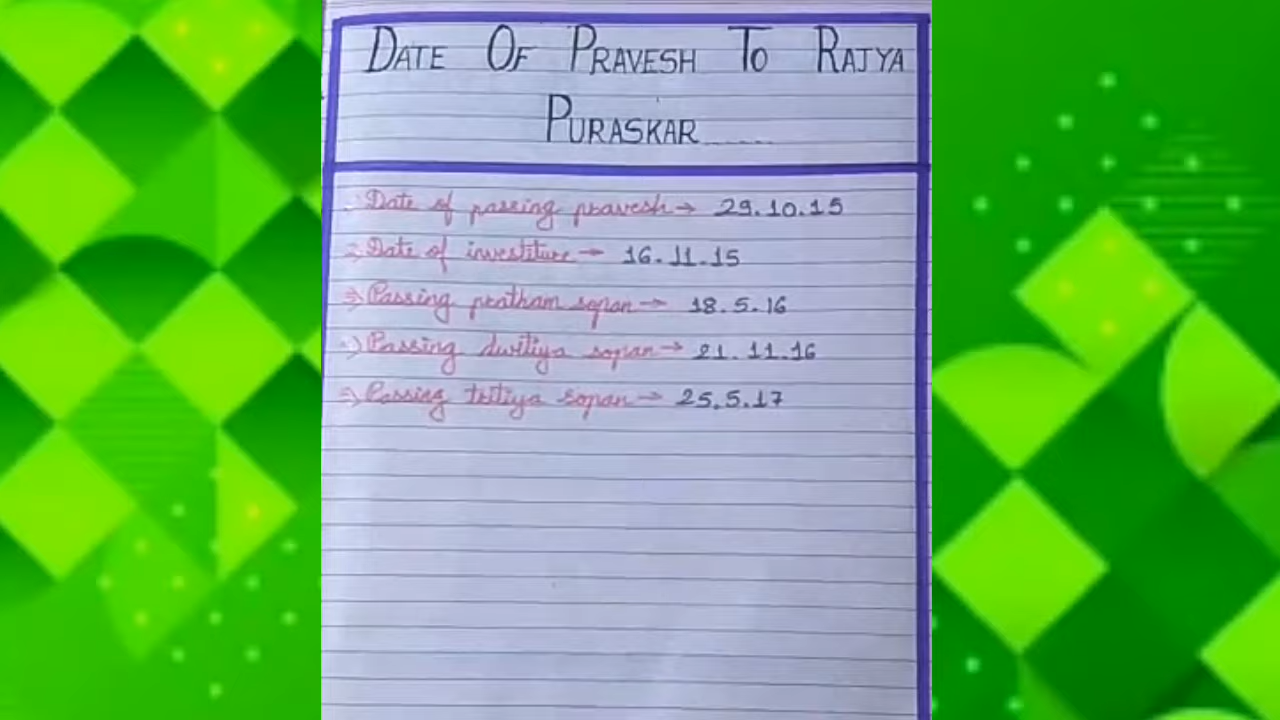 DATE OF PRAVESH TO RAJYA
PURASKAR......
⇒ Date of passing pravesh → 29.10.15
⇒ Date of investiture → 16.11.15
⇒ Passing pratham sopan → 18.5.16
⇒ Passing dwitiya sopan → 21.11.16
⇒ Passing tritiya sopan → 25.5.17